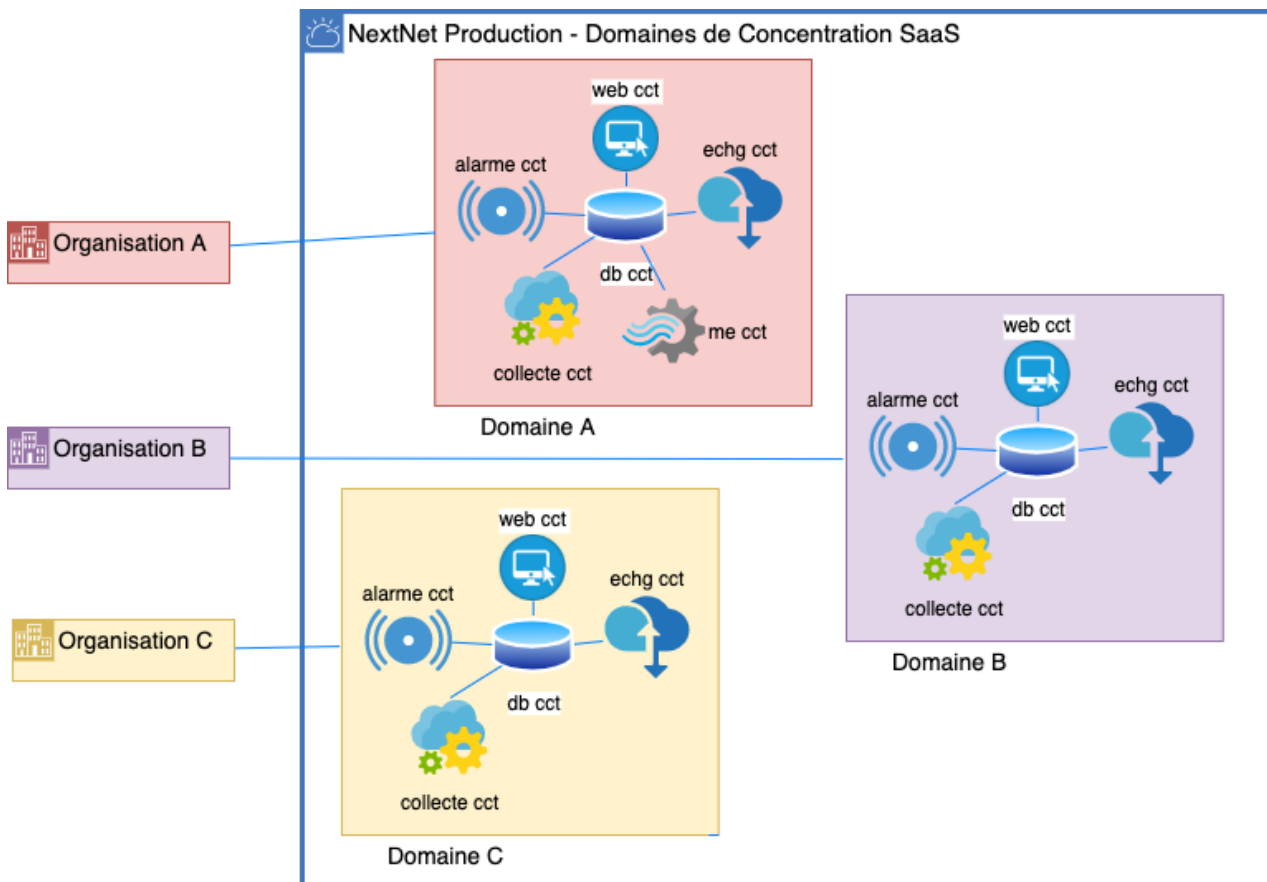 NextNet Production - Domaines de Concentration SaaS
web cct
echg cct
alarme cct
Organisation A
db cct
me cct
collecte cct
Domaine A
web cct
echg cct
alarme cct
Organisation B
db cct
collecte cct
Domaine B
web cct
echg cct
alarme cct
Organisation C
db cct
collecte cct
Domaine C